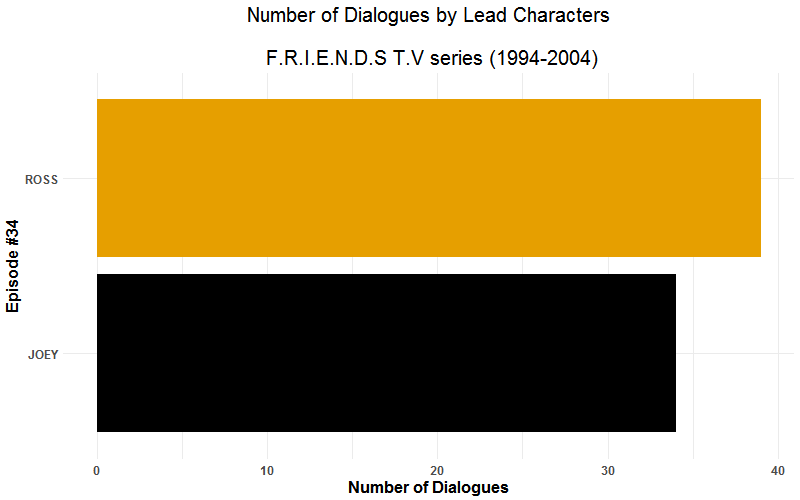 Number of Dialogues by Lead Characters
F.R.I.E.N.D.S T.V series (1994-2004)
Episode #34
ROSS
JOEY
0 10 20 30 40
Number of Dialogues